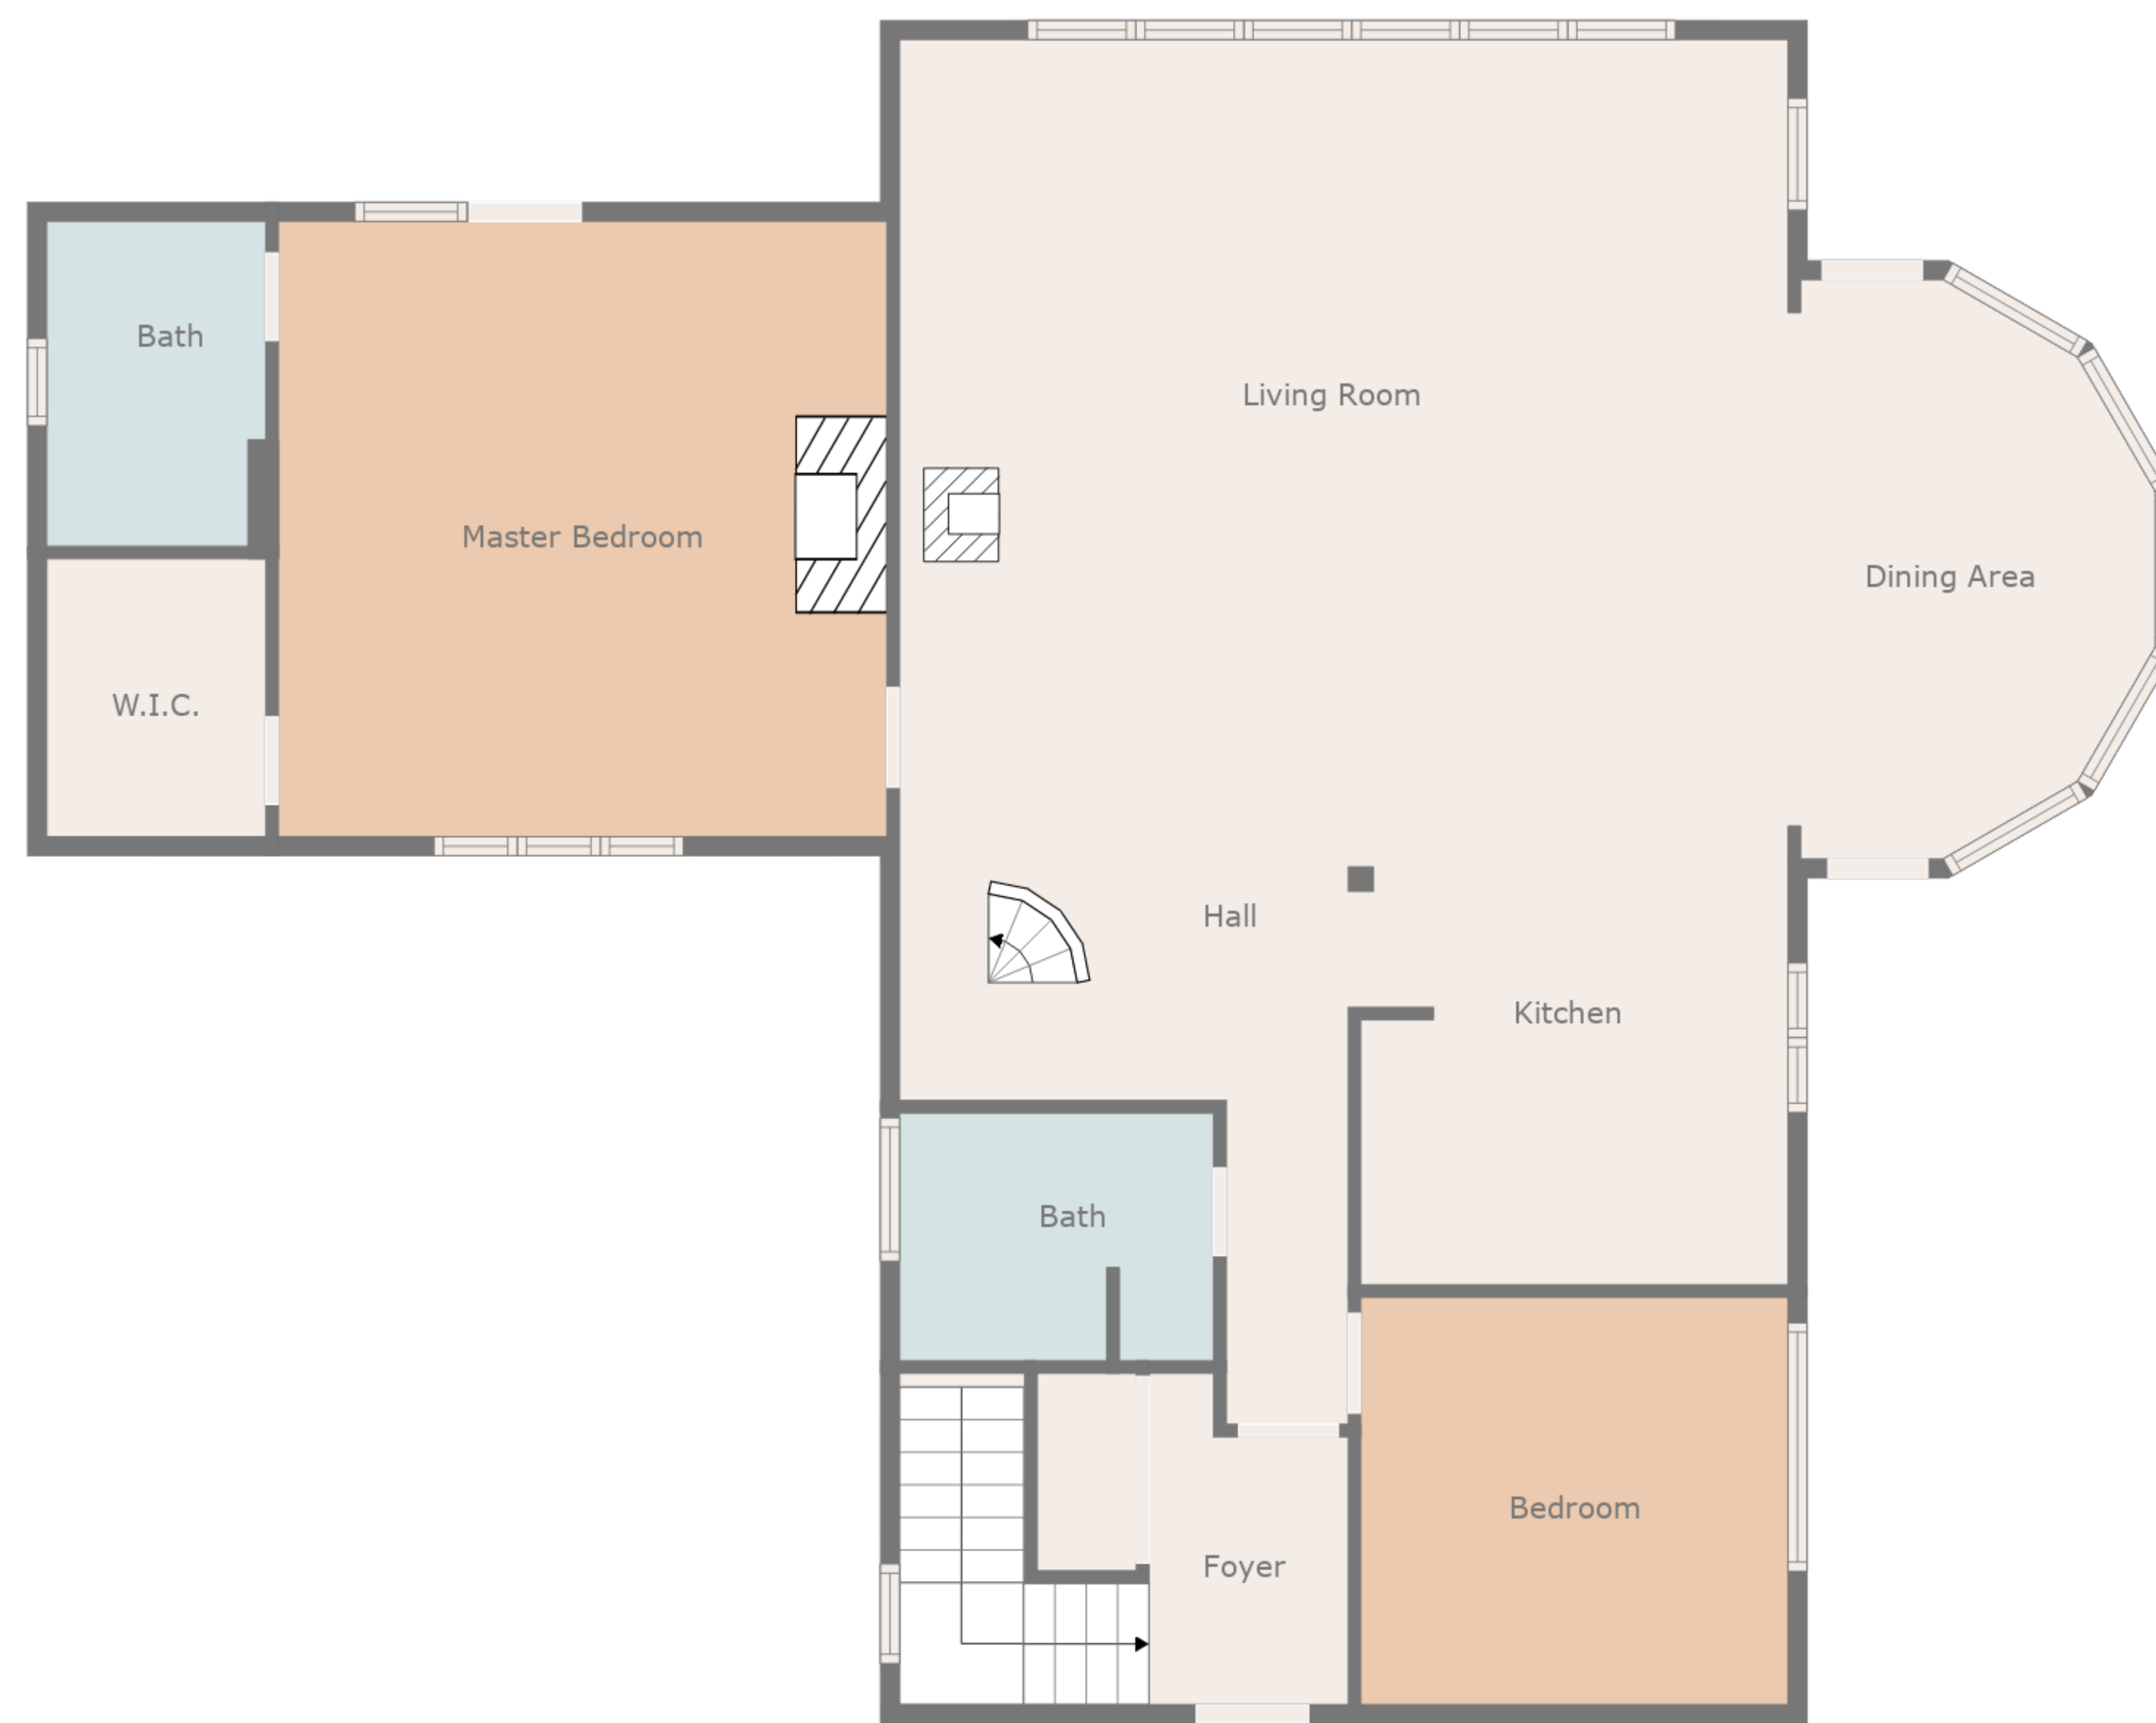 Bath
Living Room
Master Bedroom
Dining Area
W.I.C.
Hall
Kitchen
Bath
Bedroom
Foyer